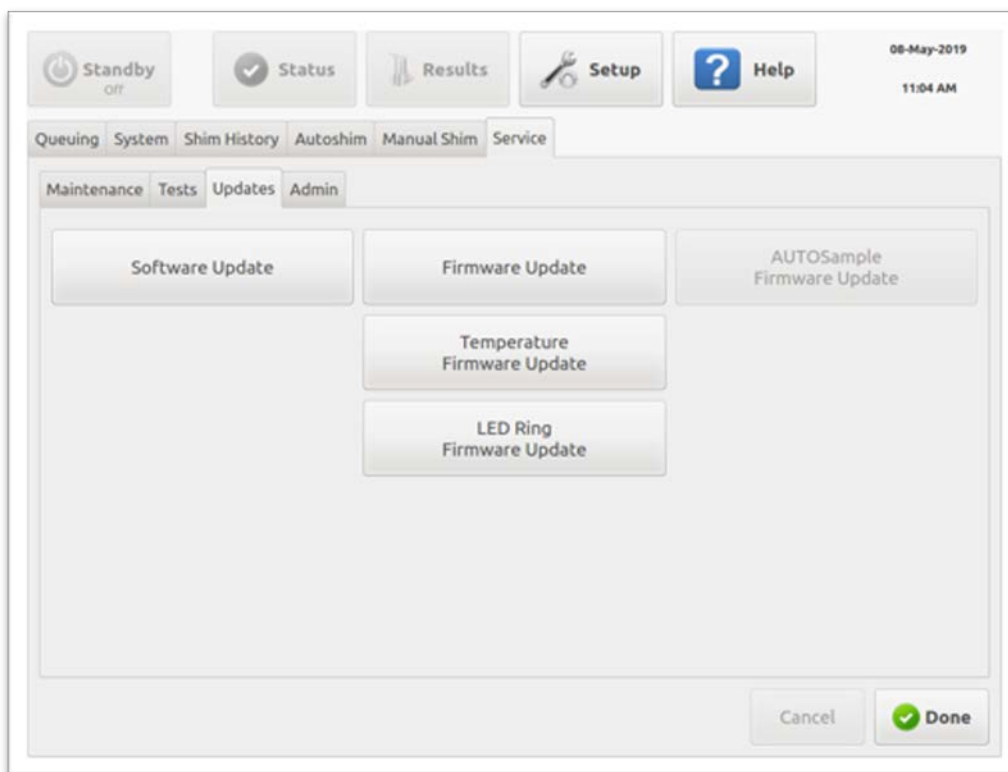 Standby
Off
Status
Results
Setup
?
Help
08-May-2019
11:04 AM
Queuing System Shim History Autoshim Manual Shim Service
Maintenance Tests Updates Admin
Software Update
Firmware Update
AUTOSample
Firmware Update
Temperature
Firmware Update
LED Ring
Firmware Update
Cancel
Done